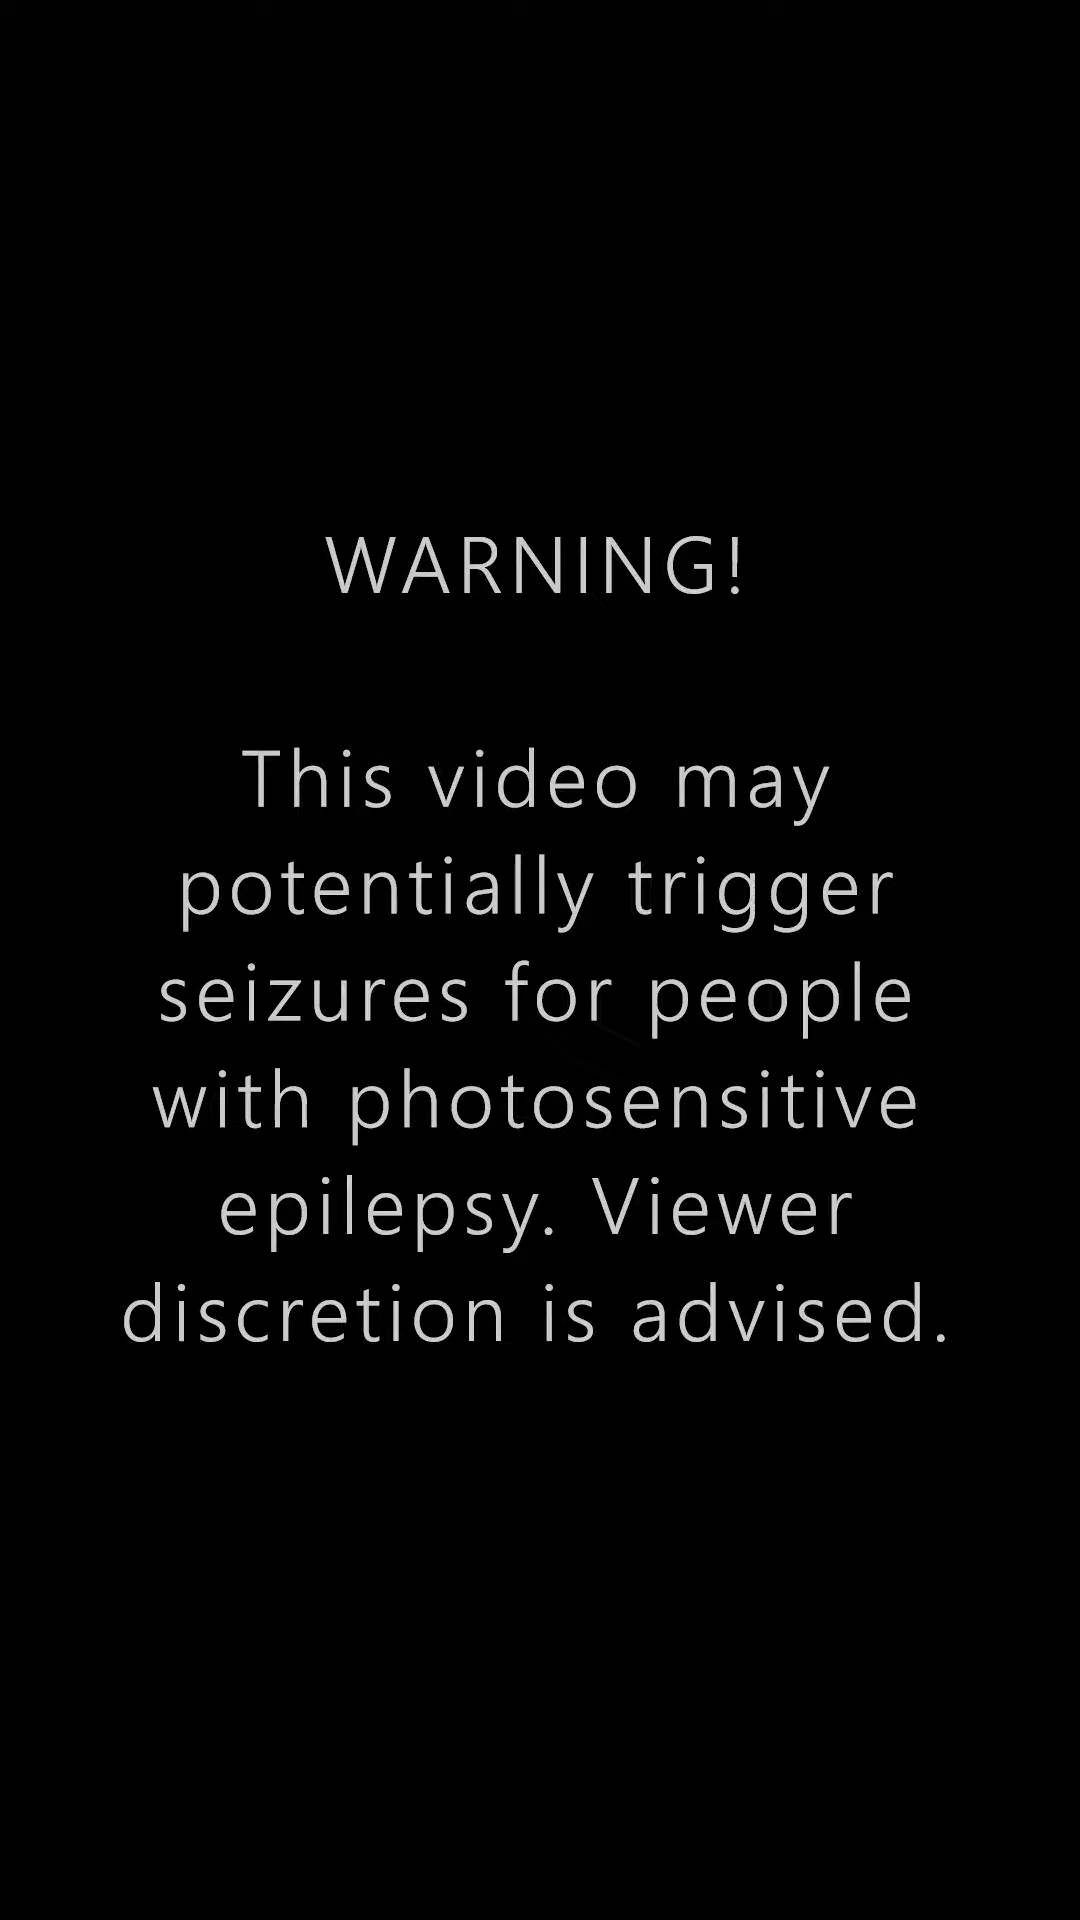 WARNING!
This video may
potentially trigger
seizures for people
with photosensitive
epilepsy. Viewer
discretion is advised.